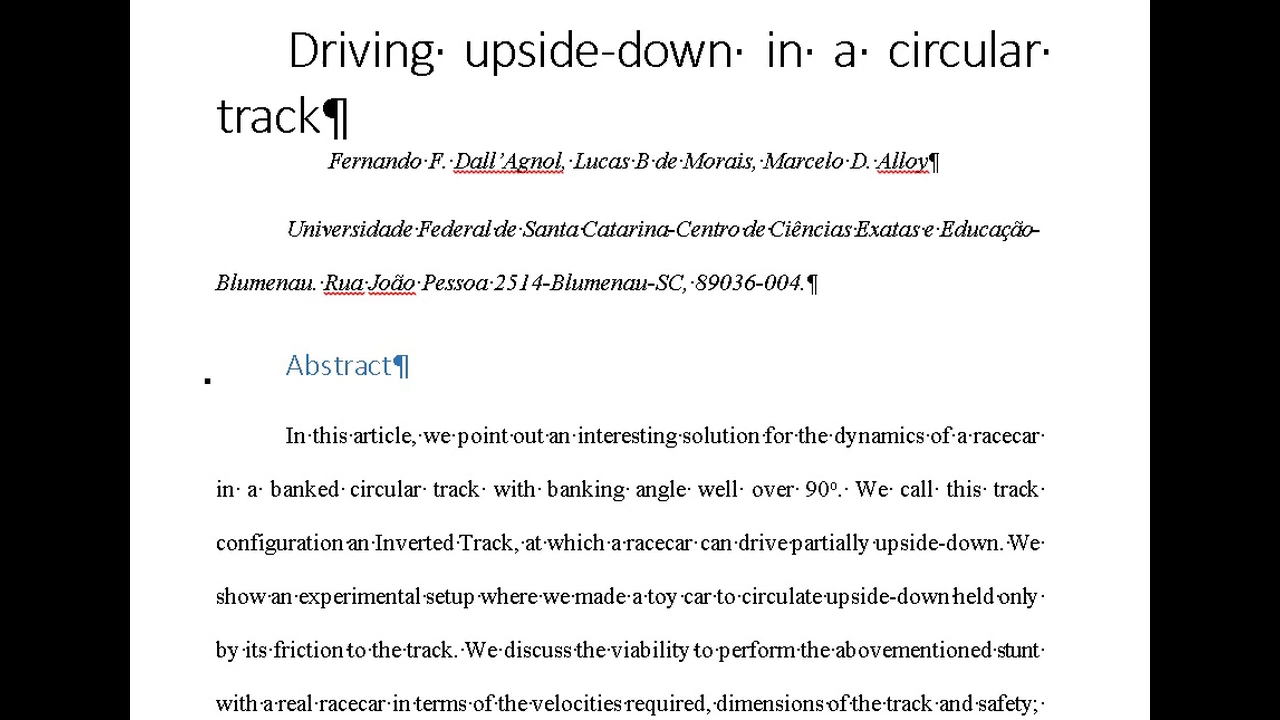 Driving upside-down in a circular
track¶
Fernando F. Dall’Agnol, Lucas B de Morais, Marcelo D. Alloy¶
Universidade Federal de Santa Catarina-Centro de Ciências Exatas e Educação-
Blumenau. Rua João Pessoa 2514-Blumenau-SC, 89036-004.¶
Abstract¶
In this article, we point out an interesting solution for the dynamics of a racecar
in a banked circular track with banking angle well over 90º. We call this track
configuration an Inverted Track, at which a racecar can drive partially upside-down. We
show an experimental setup where we made a toy car to circulate upside-down held only
by its friction to the track. We discuss the viability to perform the abovementioned stunt
with a real racecar in terms of the velocities required, dimensions of the track and safety;